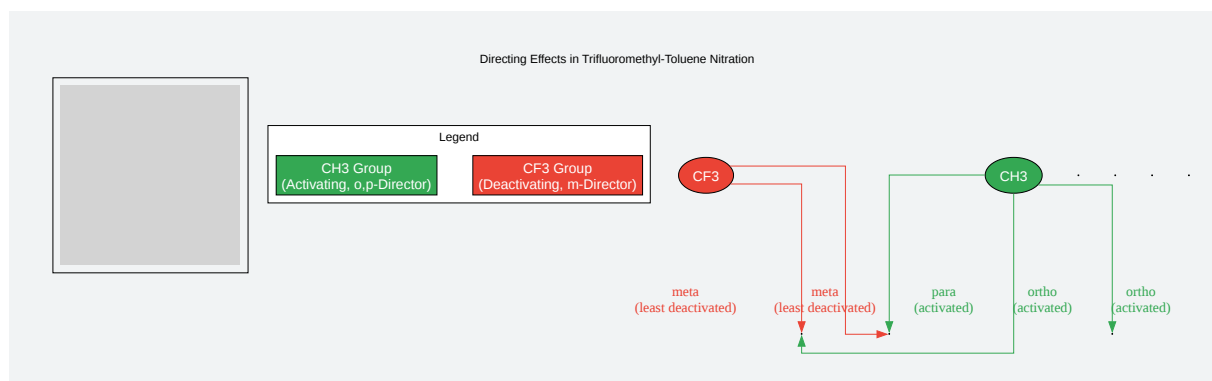 Directing Effects in Trifluoromethyl-Toluene Nitration
Legend
CH3 Group
(Activating, o,p-Director)
CF3 Group
(Deactivating, m-Director)
CF3
CH3
meta
(least deactivated)
meta
(least deactivated)
para
(activated)
ortho
(activated)
ortho
(activated)